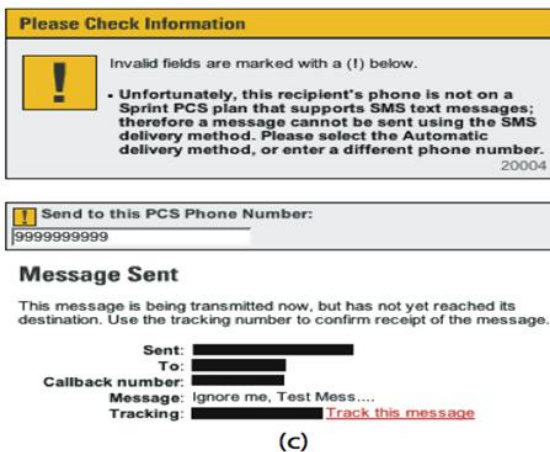 Please Check Information
! Invalid fields are marked with a (!) below.
• Unfortunately, this recipient's phone is not on a
Sprint PCS plan that supports SMS text messages;
therefore a message cannot be sent using the SMS
delivery method. Please select the Automatic
delivery method, or enter a different phone number.
20004
! Send to this PCS Phone Number:
9999999999
Message Sent
This message is being transmitted now, but has not yet reached its
destination. Use the tracking number to confirm receipt of the message.
Sent:
To:
Callback number:
Message: Ignore me, Test Mess....
Tracking: Track this message
(c)